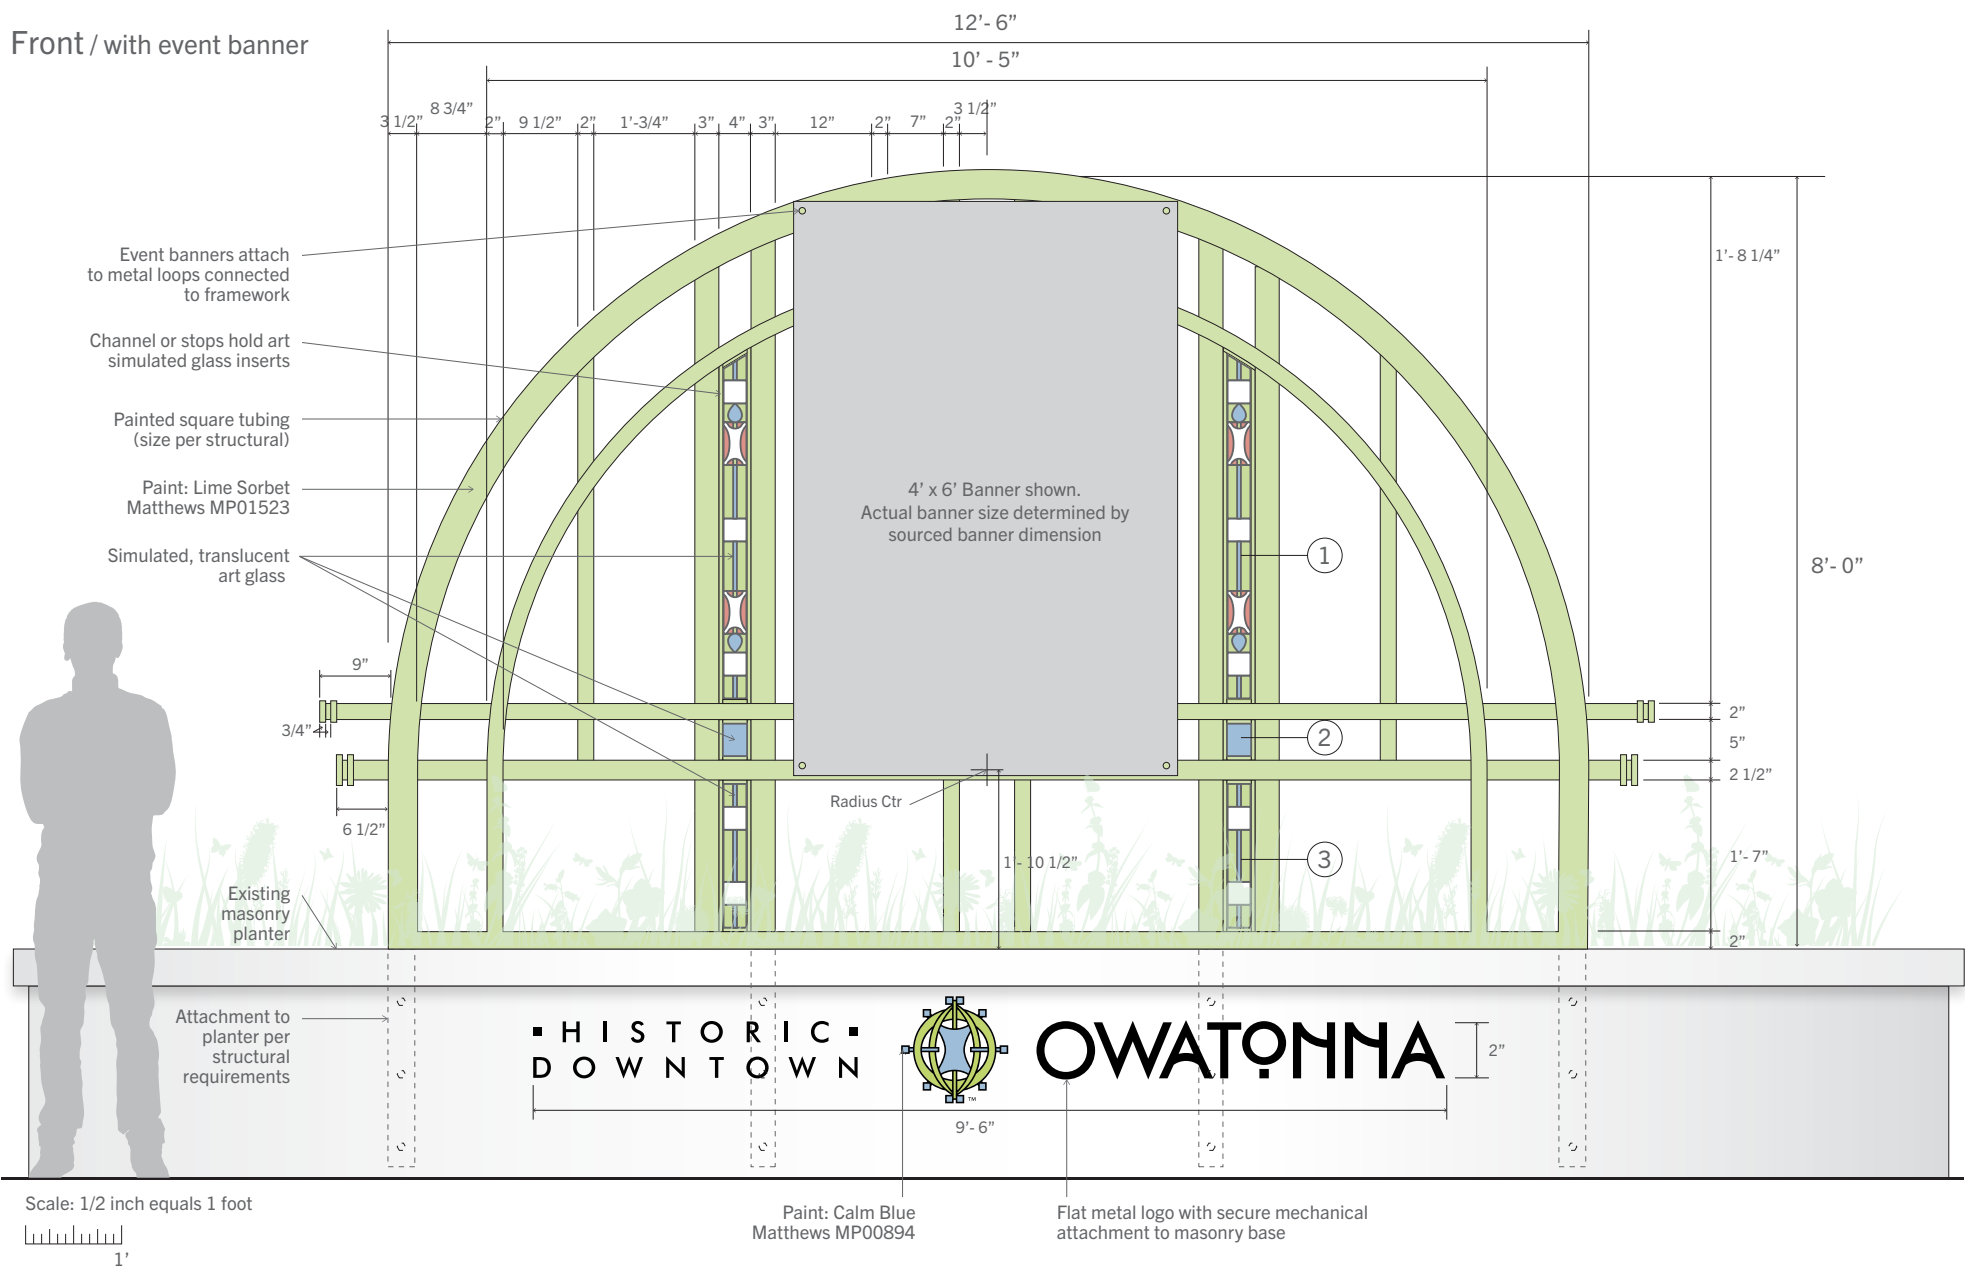 Front / with event banner
12’- 6”
10’ - 5”
3 1/2”
8 3/4”
2”
9 1/2”
2”
1’-3/4”
3”
4”
3”
12”
2”
7”
2”
3 1/2”
Event banners attach
to metal loops connected
to framework
Channel or stops hold art
simulated glass inserts
Painted square tubing
(size per structural)
Paint: Lime Sorbet
Matthews MP01523
Simulated, translucent
art glass
9”
3/4”
6 1/2”
Existing
masonry
planter
Attachment to
planter per
structural
requirements
4’ x 6’ Banner shown.
Actual banner size determined by
sourced banner dimension
Radius Ctr
1’- 10 1/2”
1
2
3
1’- 8 1/4”
8’- 0”
2”
5”
2 1/2”
1’- 7”
2”
HISTORIC
DOWNTOWN
TM
OWATONNA
2”
9’- 6”
Paint: Calm Blue
Matthews MP00894
Flat metal logo with secure mechanical
attachment to masonry base
Scale: 1/2 inch equals 1 foot
1’